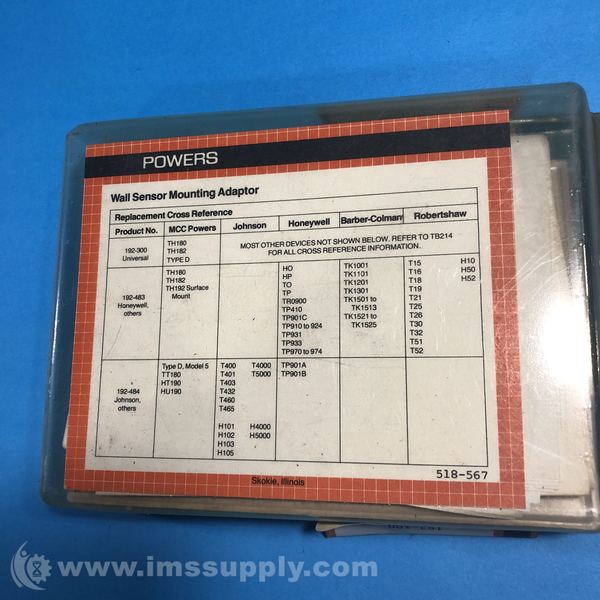 POWERS
Wall Sensor Mounting Adaptor
Replacement Cross Reference
Product No. MCC Powers Johnson Honeywell Barber-Colman Robertshaw
192-300
Universal
TH180
TH182
TYPE D
MOST OTHER DEVICES NOT SHOWN BELOW. REFER TO TB214
FOR ALL CROSS REFERENCE INFORMATION.
192-483
Honeywell,
others
TH180
TH182
TH192 Surface
Mount
HO
HP
TO
TP
TR0900
TP410
TP901C
TP910 to 924
TP931
TP933
TP970 to 974
TK1001
TK1101
TK1201
TK1301
TK1501 to
TK1513
TK1521 to
TK1525
T15 H10
T16 H50
T18 H52
T19
T21
T25
T26
T30
T32
T51
T52
192-484
Johnson,
others
Type D, Model 5
TT180
HT190
HU190
T400 T4000
T401 T5000
T403
T432
T460
T465
H101 H4000
H102 H5000
H103
H105
TP901A
TP901B
518-567
Skokie, Illinois
www.imssupply.com